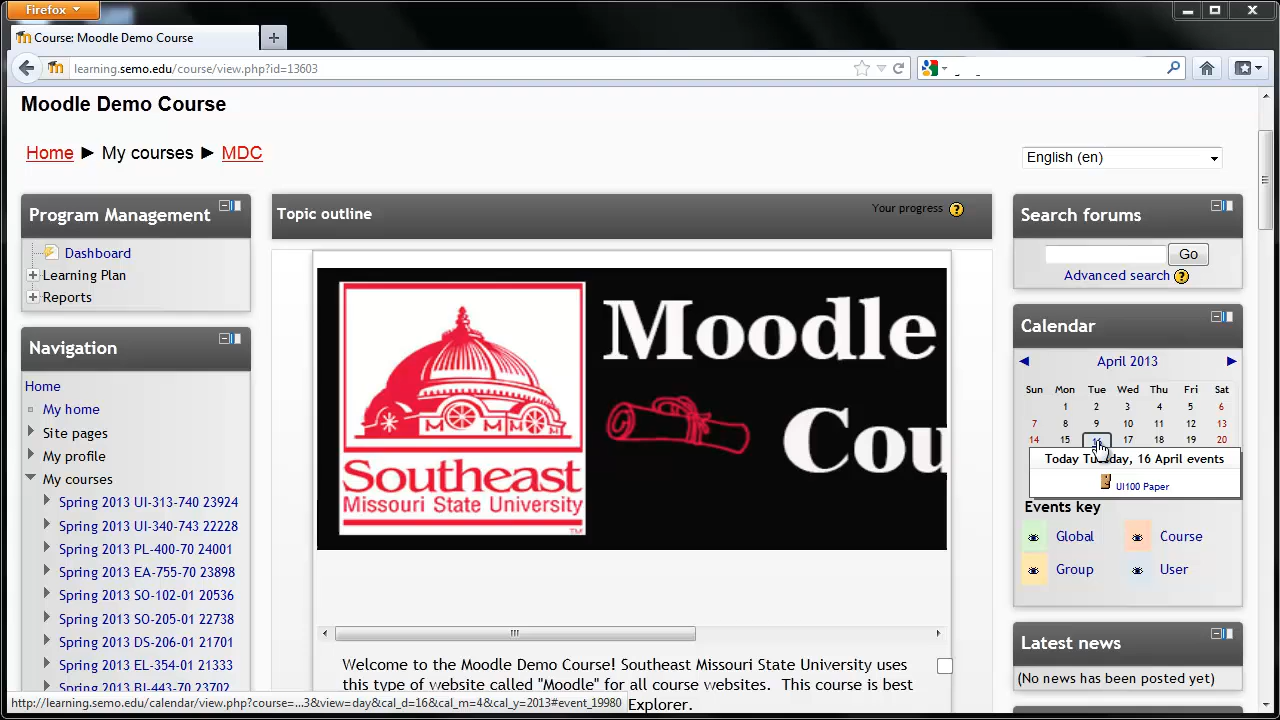 Firefox
Course: Moodle Demo Course
learning.semo.edu/course/view.php?id=13603
Moodle Demo Course
Home ► My courses ► MDC
English (en)
Program Management
Dashboard
Learning Plan
Reports
Navigation
Home
My home
Site pages
My profile
My courses
Spring 2013 UI-313-740 23924
Spring 2013 UI-340-743 22228
Spring 2013 PL-400-70 24001
Spring 2013 EA-755-70 23898
Spring 2013 SO-102-01 20536
Spring 2013 SO-205-01 22738
Spring 2013 DS-206-01 21701
Spring 2013 EL-354-01 21333
Spring 2013 BI-443-70 23702
Topic outline
Your progress
Moodle
Cou
Southeast
Missouri State University
TM
Welcome to the Moodle Demo Course! Southeast Missouri State University uses
this type of website called "Moodle" for all course websites. This course is best
Explorer.
Search forums
Go
Advanced search
Calendar
◄ April 2013 ►
Sun Mon Tue Wed Thu Fri Sat
1 2 3 4 5 6
7 8 9 10 11 12 13
14 15 17 18 19 20
Today Tuesday, 16 April events
UI100 Paper
Events key
Global Course
Group User
Latest news
(No news has been posted yet)
http://learning.semo.edu/calendar/view.php?course=...3&view=day&cal_d=16&cal_m=4&cal_y=2013#event_19980